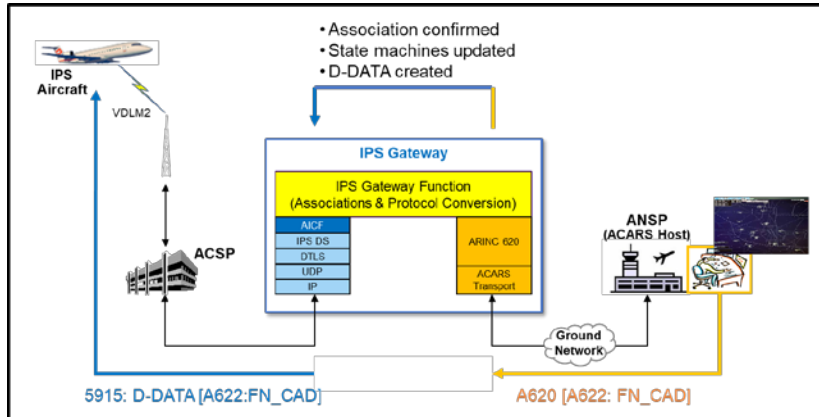 • Association confirmed
• State machines updated
• D-DATA created
IPS
Aircraft
VDLM2
IPS Gateway
IPS Gateway Function
(Associations & Protocol Conversion)
AICF
IPS DS
DTLS
UDP
IP
ARINC 620
ACARS
Transport
ACSP
ANSP
(ACARS Host)
Ground
Network
5915: D-DATA [A622:FN_CAD]
A620 [A622: FN_CAD]